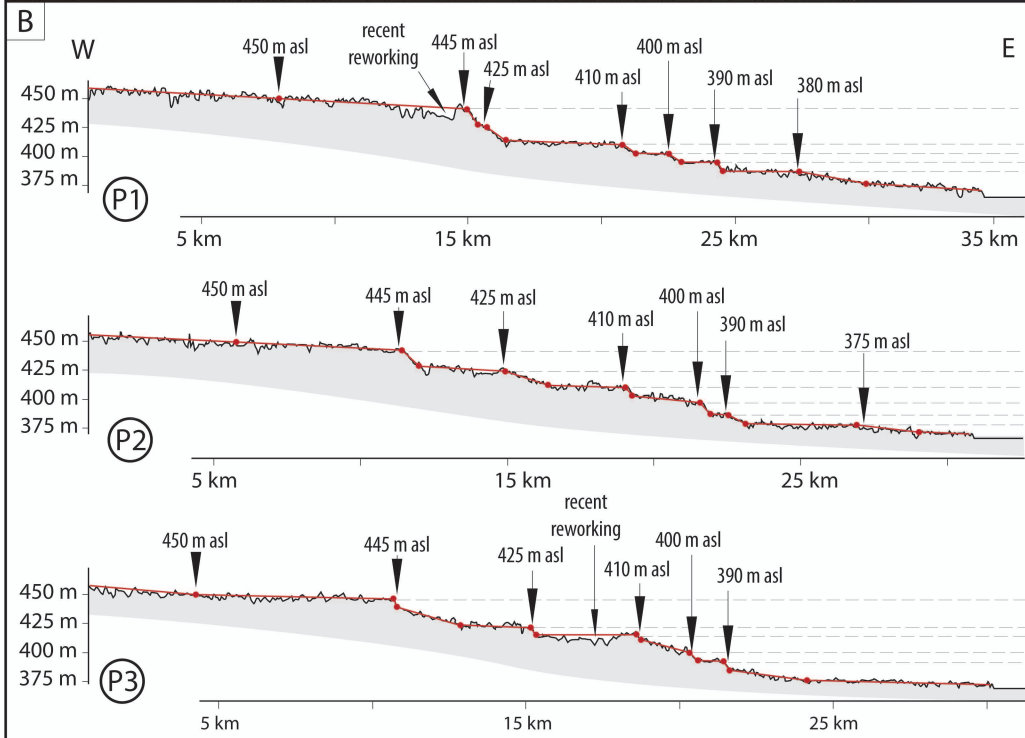 B
W
E
450 m asl
recent
reworking
445 m asl
425 m asl
410 m asl
400 m asl
390 m asl
380 m asl
450 m
425 m
400 m
375 m
P1
5 km
15 km
25 km
35 km
450 m asl
445 m asl
425 m asl
410 m asl
400 m asl
390 m asl
375 m asl
450 m
425 m
400 m
375 m
P2
5 km
15 km
25 km
450 m asl
445 m asl
425 m asl
recent
reworking
410 m asl
400 m asl
390 m asl
450 m
425 m
400 m
375 m
P3
5 km
15 km
25 km